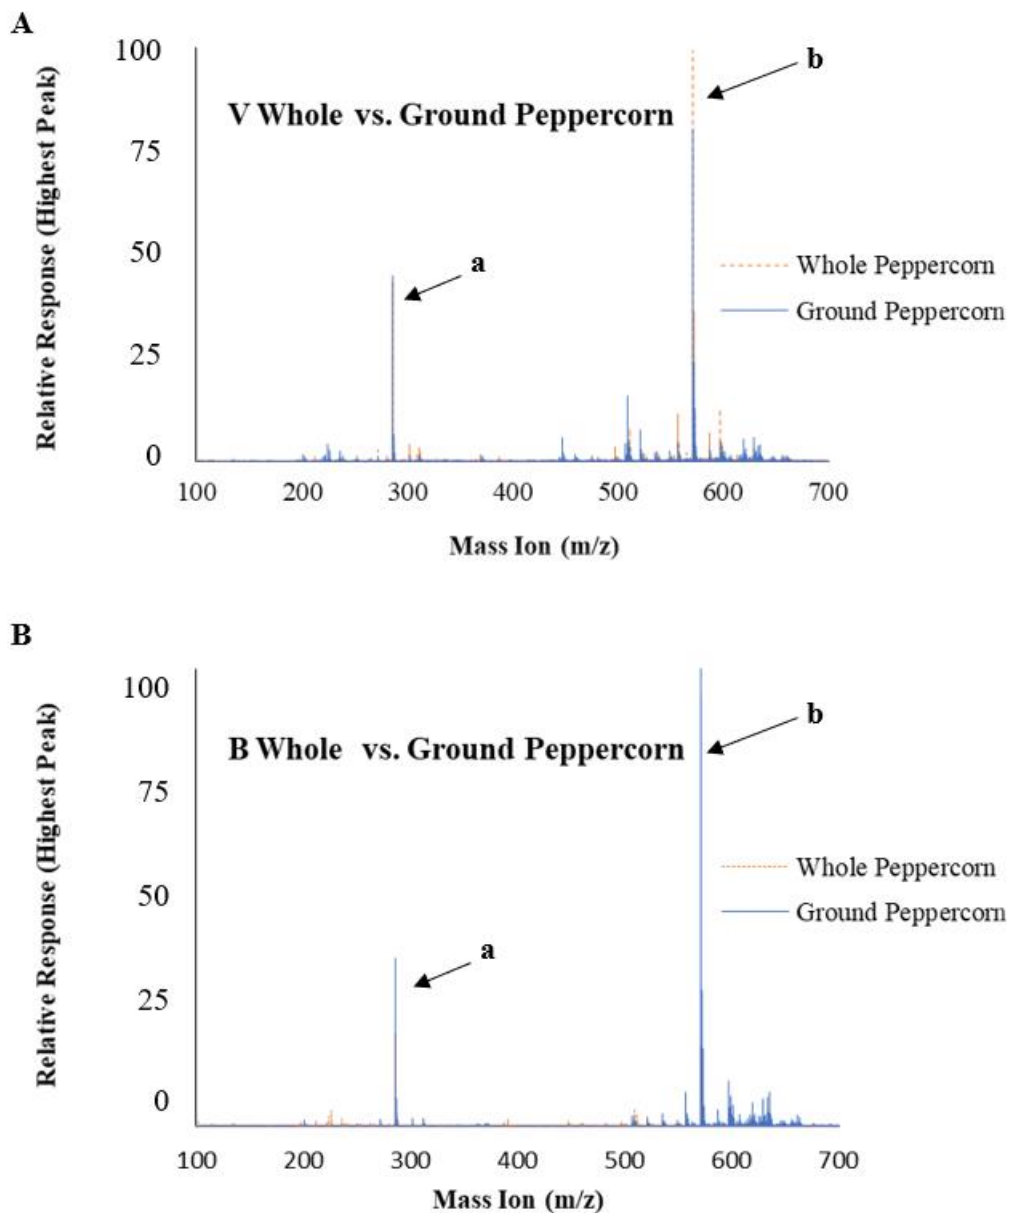 A
100
75
50
25
0
Relative Response (Highest Peak)
V Whole vs. Ground Peppercorn
a
b
Whole Peppercorn
Ground Peppercorn
100 200 300 400 500 600 700
Mass Ion (m/z)
B
100
75
50
25
0
Relative Response (Highest Peak)
B Whole vs. Ground Peppercorn
a
b
Whole Peppercorn
Ground Peppercorn
100 200 300 400 500 600 700
Mass Ion (m/z)